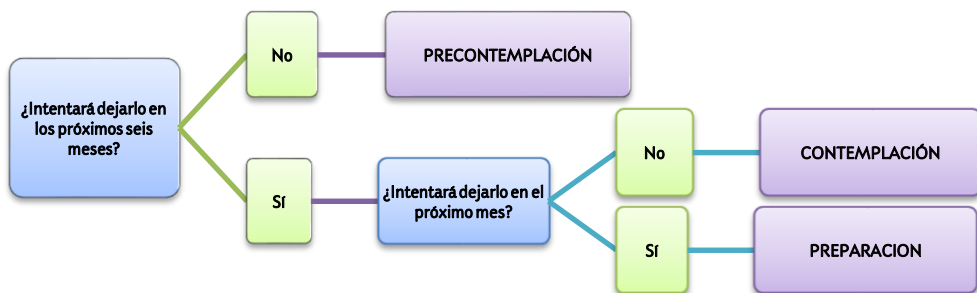 ¿Intentará dejarlo en
los próximos seis
meses?
No
PRECONTEMPLACIÓN
Sí
¿Intentará dejarlo en el
próximo mes?
No
CONTEMPLACIÓN
Sí
PREPARACION